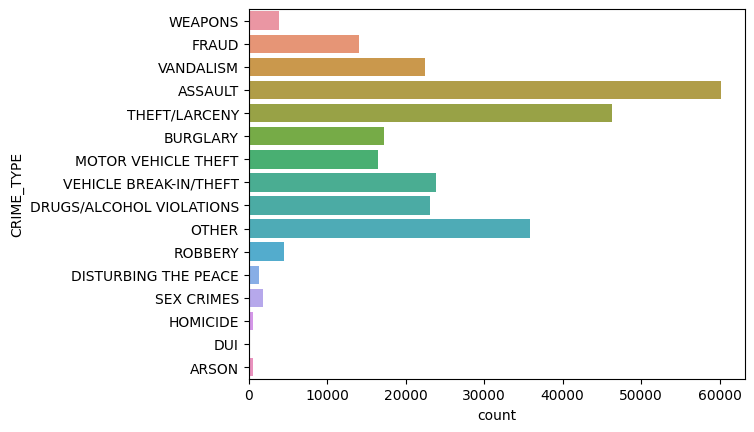 WEAPONS
FRAUD
VANDALISM
ASSAULT
THEFT/LARCENY
BURGLARY
MOTOR VEHICLE THEFT
VEHICLE BREAK-IN/THEFT
DRUGS/ALCOHOL VIOLATIONS
OTHER
ROBBERY
DISTURBING THE PEACE
SEX CRIMES
HOMICIDE
DUI
ARSON
CRIME_TYPE
0 10000 20000 30000 40000 50000 60000
count